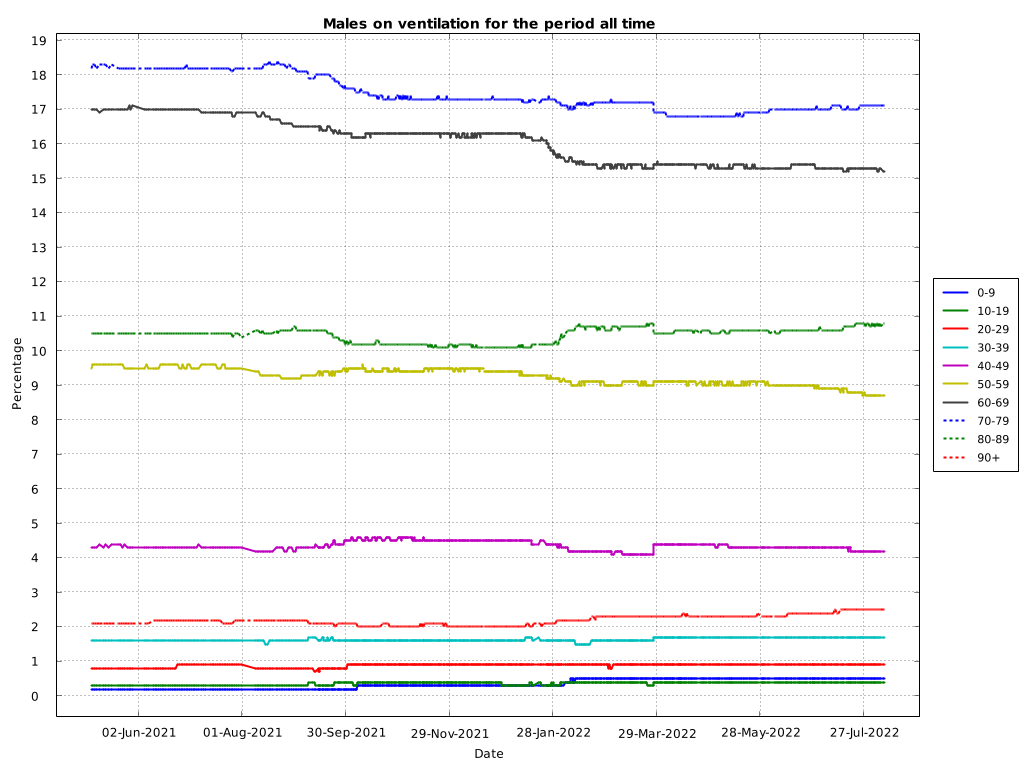 Males on ventilation for the period all time
19
18
17
16
15
14
13
12
11
10
9
8
7
6
5
4
3
2
1
0
Percentage
02-Jun-2021
01-Aug-2021
30-Sep-2021
29-Nov-2021
28-Jan-2022
29-Mar-2022
28-May-2022
27-Jul-2022
Date
0-9
10-19
20-29
30-39
40-49
50-59
60-69
70-79
80-89
90+